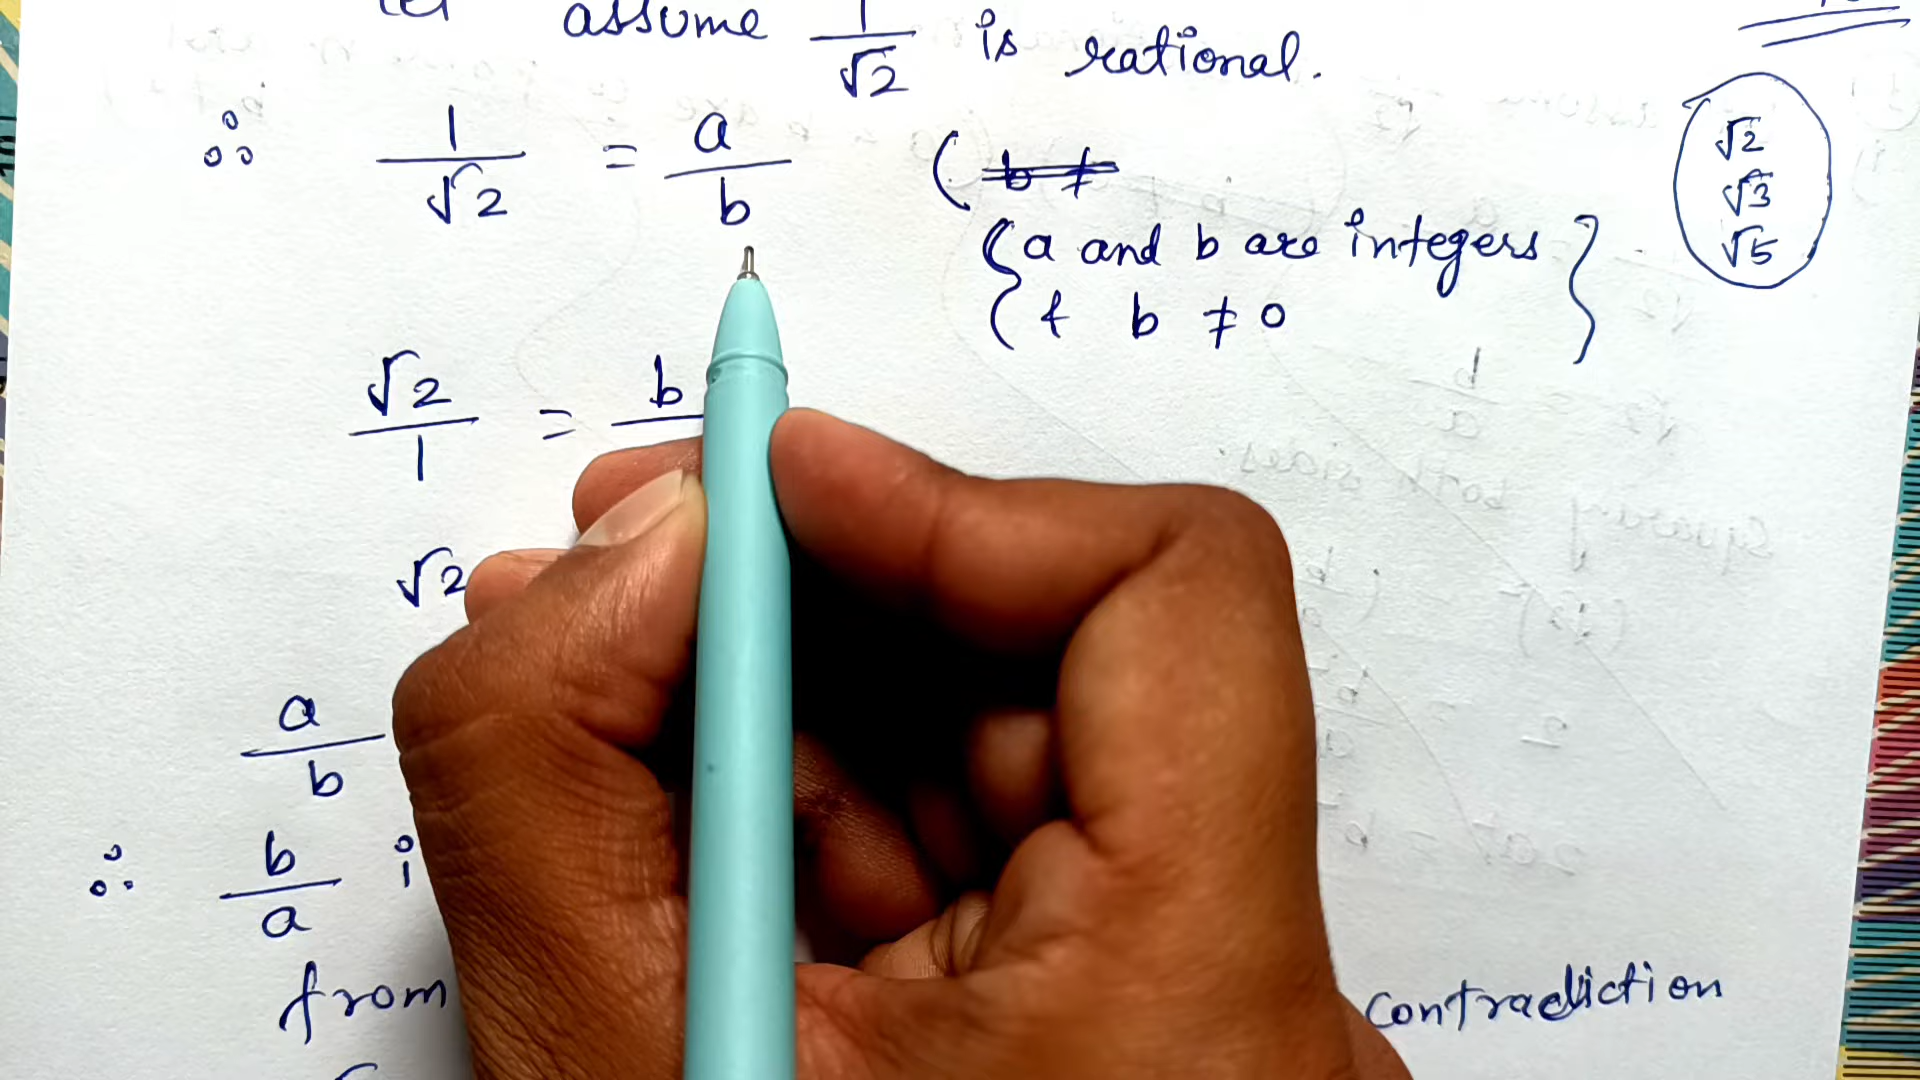 assume 1/√2 is rational.
∴ 1/√2 = a/b ( b ≠
{ a and b are integers }
( & b ≠ 0
√2
√3
√5
√2/1 = b
√2
a/b
∴ b/a i
from contradiction